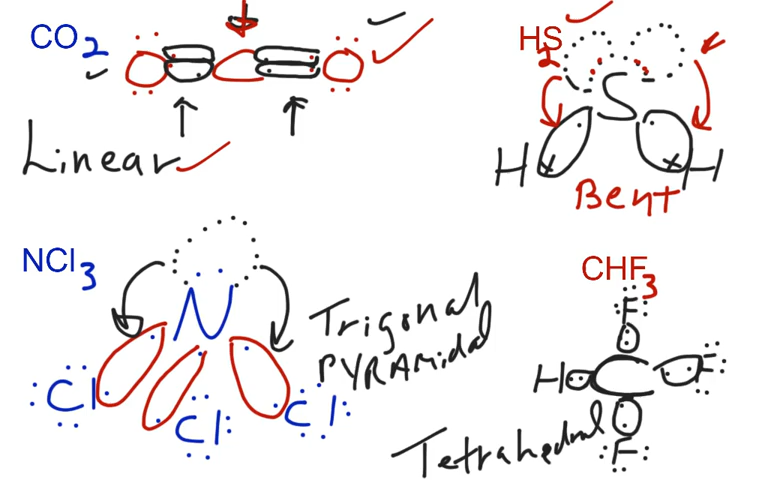 CO2
O C O
Linear
HS2
S
H H
Bent
NCl3
N
Cl Cl Cl
Trigonal
PYRAMidal
CHF3
F
H C F
F
Tetrahedral